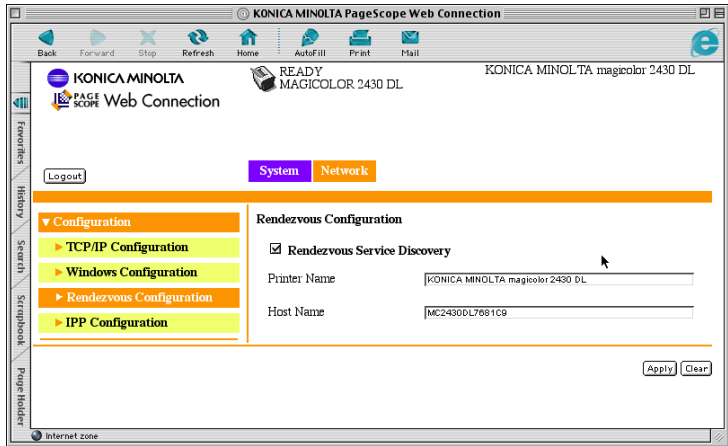 KONICA MINOLTA PageScope Web Connection
Back Forward Stop Refresh Home AutoFill Print Mail
KONICA MINOLTA
PAGE SCOPE Web Connection
READY
MAGICOLOR 2430 DL
KONICA MINOLTA magicolor 2430 DL
Favorites
History
Search
Scrapbook
Page Holder
Logout
System Network
Configuration
TCP/IP Configuration
Windows Configuration
Rendezvous Configuration
IPP Configuration
Rendezvous Configuration
Rendezvous Service Discovery
Printer Name KONICA MINOLTA magicolor 2430 DL
Host Name MC2430DL7681C9
Apply Clear
Internet zone